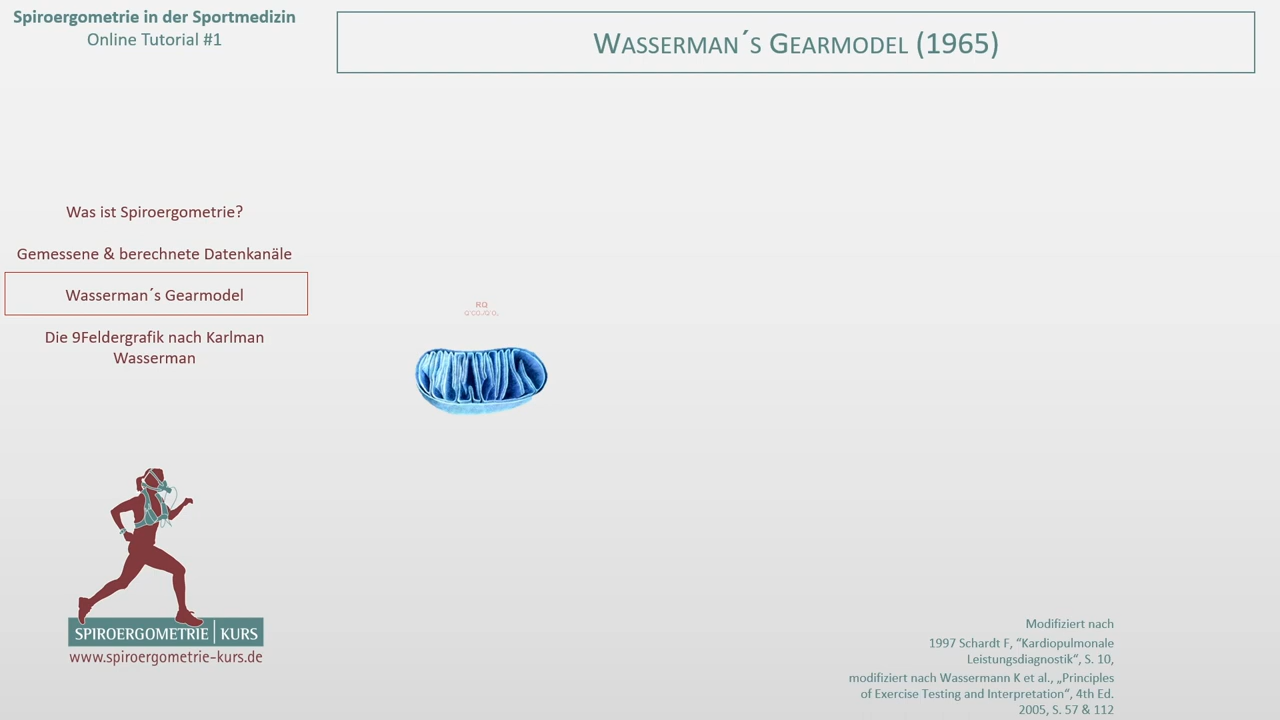 Spiroergometrie in der Sportmedizin
Online Tutorial #1
Wasserman´s Gearmodel (1965)
Was ist Spiroergometrie?
Gemessene & berechnete Datenkanäle
Wasserman´s Gearmodel
Die 9Feldergrafik nach Karlman
Wasserman
RQ
SPIROERGOMETRIE | KURS
www.spiroergometrie-kurs.de
Modifiziert nach
1997 Schardt F, “Kardiopulmonale
Leistungsdiagnostik“, S. 10,
modifiziert nach Wassermann K et al., „Principles
of Exercise Testing and Interpretation“, 4th Ed.
2005, S. 57 & 112